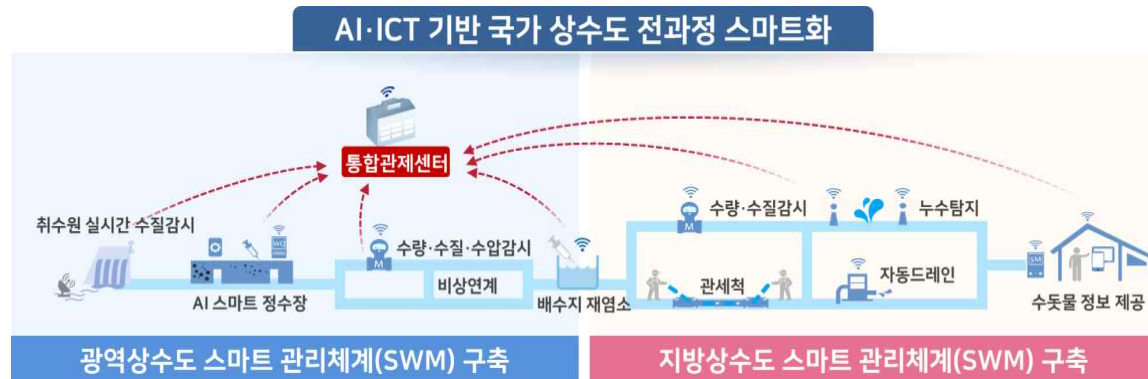 AI·ICT 기반 국가 상수도 전과정 스마트화
통합관제센터
취수원 실시간 수질감시
수량·수질감시
누수탐지
M
WC
M
수량·수질·수압감시
SM
AI 스마트 정수장
비상연계
배수지 재염소
관세척
자동드레인
수돗물 정보 제공
광역상수도 스마트 관리체계(SWM) 구축
지방상수도 스마트 관리체계(SWM) 구축